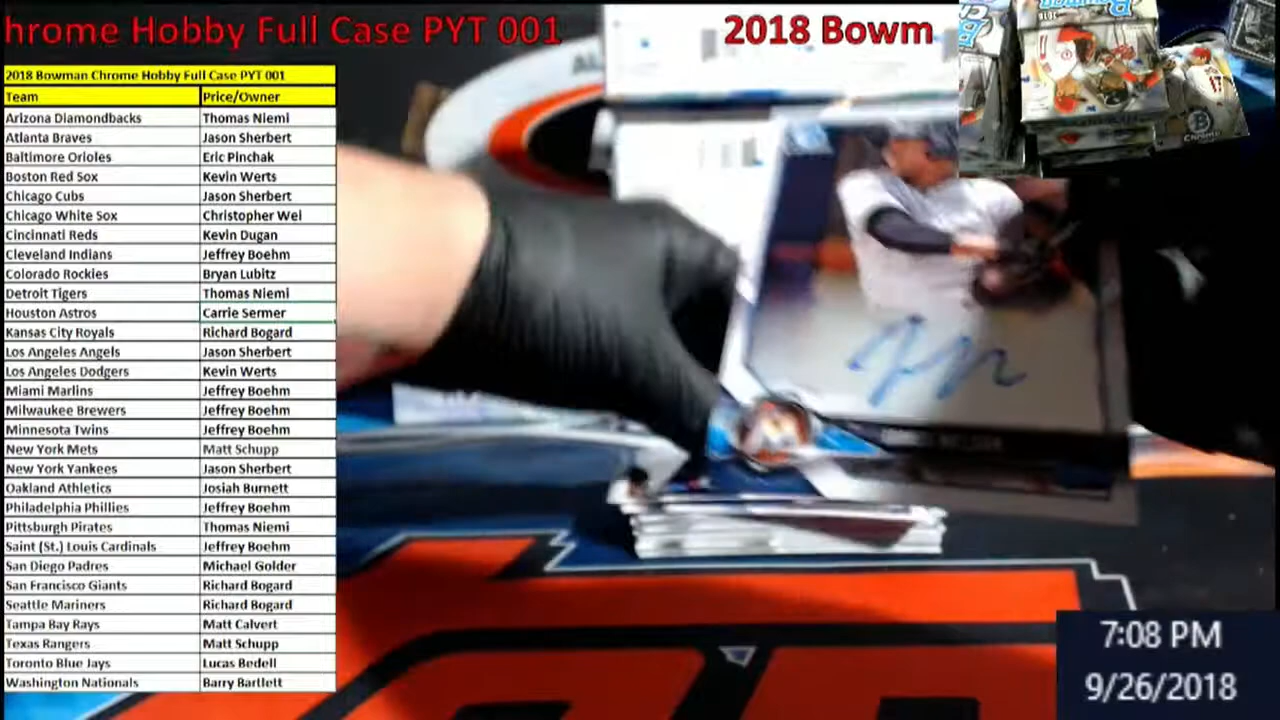 hrome Hobby Full Case PYT 001 2018 Bowm
2018 Bowman Chrome Hobby Full Case PYT 001
Team Price/Owner
Arizona Diamondbacks Thomas Niemi
Atlanta Braves Jason Sherbert
Baltimore Orioles Eric Pinchak
Boston Red Sox Kevin Werts
Chicago Cubs Jason Sherbert
Chicago White Sox Christopher Wei
Cincinnati Reds Kevin Dugan
Cleveland Indians Jeffrey Boehm
Colorado Rockies Bryan Lubitz
Detroit Tigers Thomas Niemi
Houston Astros Carrie Sermer
Kansas City Royals Richard Bogard
Los Angeles Angels Jason Sherbert
Los Angeles Dodgers Kevin Werts
Miami Marlins Jeffrey Boehm
Milwaukee Brewers Jeffrey Boehm
Minnesota Twins Jeffrey Boehm
New York Mets Matt Schupp
New York Yankees Jason Sherbert
Oakland Athletics Josiah Burnett
Philadelphia Phillies Jeffrey Boehm
Pittsburgh Pirates Thomas Niemi
Saint (St.) Louis Cardinals Jeffrey Boehm
San Diego Padres Michael Golder
San Francisco Giants Richard Bogard
Seattle Mariners Richard Bogard
Tampa Bay Rays Matt Calvert
Texas Rangers Matt Schupp
Toronto Blue Jays Lucas Bedell
Washington Nationals Barry Bartlett
17
7:08 PM
9/26/2018